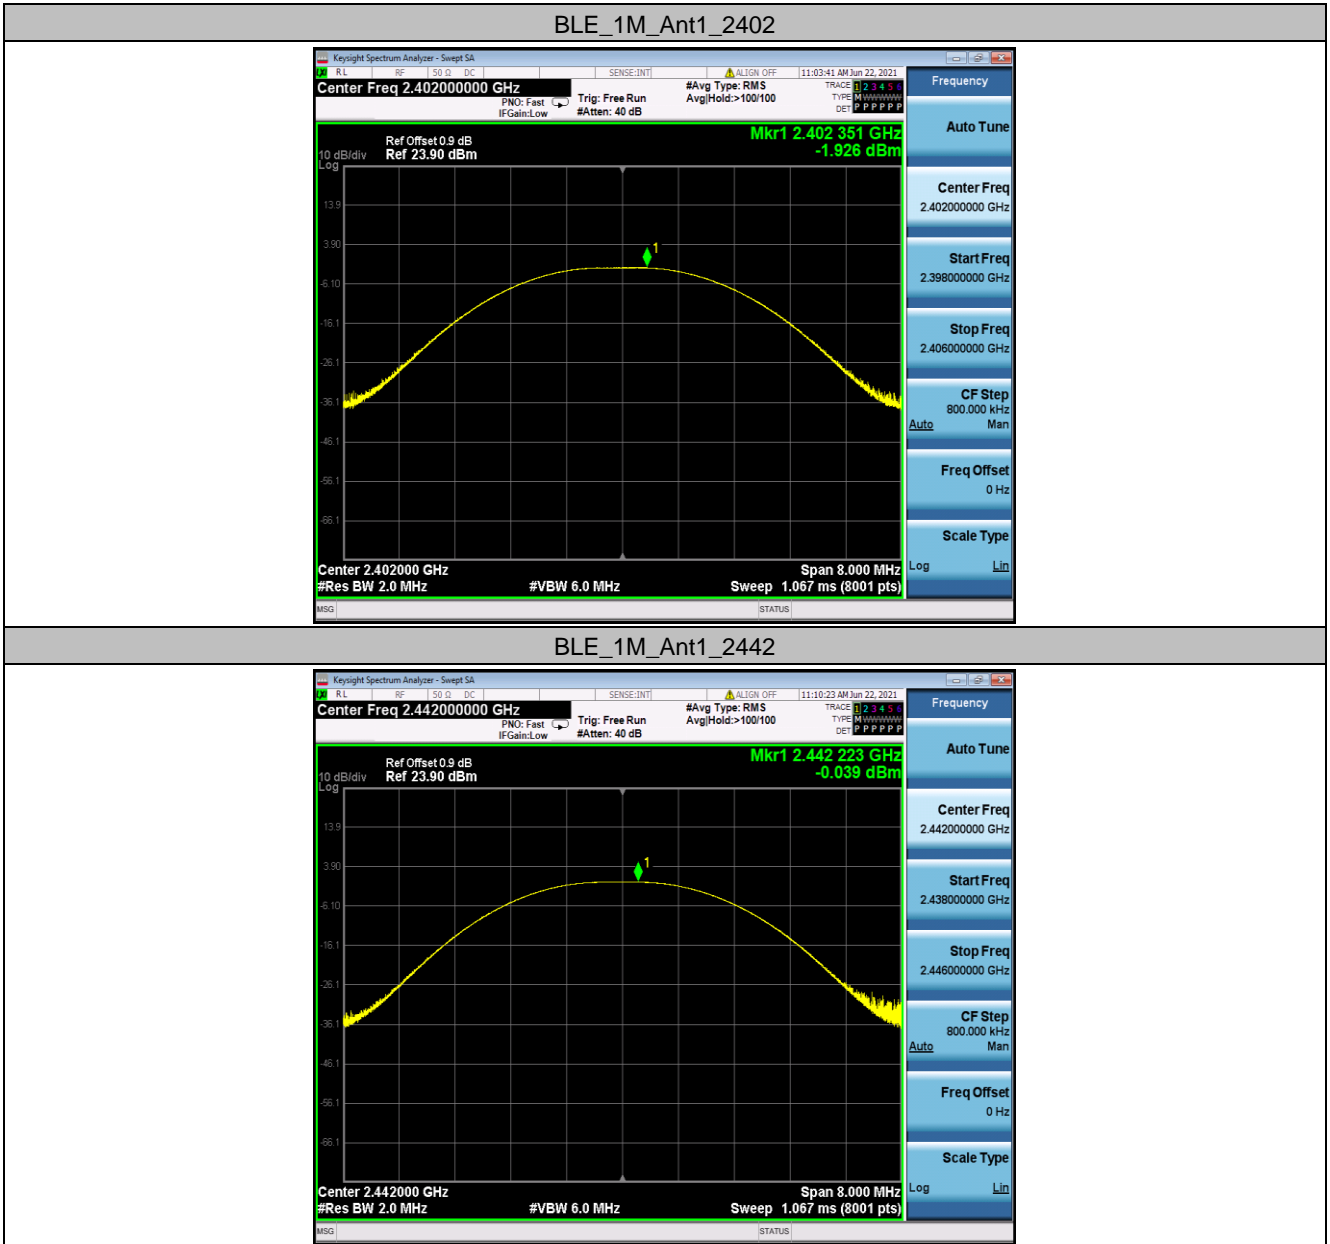 BLE_1M_Ant1_2402
Keysight Spectrum Analyzer - Swept SA
RL RF 50 Ω DC SENSE:INT ALIGN OFF 11:03:41 AM Jun 22, 2021
Center Freq 2.402000000 GHz
PNO: Fast
IFGain:Low
Trig: Free Run
#Atten: 40 dB
#Avg Type: RMS
Avg|Hold:>100/100
TRACE 1 2 3 4 5 6
TYPE M WWWWW
DET P P P P P P
Frequency
Mkr1 2.402 351 GHz
-1.926 dBm
Ref Offset 0.9 dB
10 dB/div Ref 23.90 dBm
Log
13.9
3.90
-6.10
-16.1
-26.1
-36.1
-46.1
-56.1
-66.1
1
Center 2.402000 GHz Span 8.000 MHz
#Res BW 2.0 MHz #VBW 6.0 MHz Sweep 1.067 ms (8001 pts)
Auto Tune
Center Freq
2.402000000 GHz
Start Freq
2.398000000 GHz
Stop Freq
2.406000000 GHz
CF Step
800.000 kHz
Auto Man
Freq Offset
0 Hz
Scale Type
Log Lin
MSG STATUS
BLE_1M_Ant1_2442
Keysight Spectrum Analyzer - Swept SA
RL RF 50 Ω DC SENSE:INT ALIGN OFF 11:10:23 AM Jun 22, 2021
Center Freq 2.442000000 GHz
PNO: Fast
IFGain:Low
Trig: Free Run
#Atten: 40 dB
#Avg Type: RMS
Avg|Hold:>100/100
TRACE 1 2 3 4 5 6
TYPE M WWWWW
DET P P P P P P
Frequency
Mkr1 2.442 223 GHz
-0.039 dBm
Ref Offset 0.9 dB
10 dB/div Ref 23.90 dBm
Log
13.9
3.90
-6.10
-16.1
-26.1
-36.1
-46.1
-56.1
-66.1
1
Center 2.442000 GHz Span 8.000 MHz
#Res BW 2.0 MHz #VBW 6.0 MHz Sweep 1.067 ms (8001 pts)
Auto Tune
Center Freq
2.442000000 GHz
Start Freq
2.438000000 GHz
Stop Freq
2.446000000 GHz
CF Step
800.000 kHz
Auto Man
Freq Offset
0 Hz
Scale Type
Log Lin
MSG STATUS